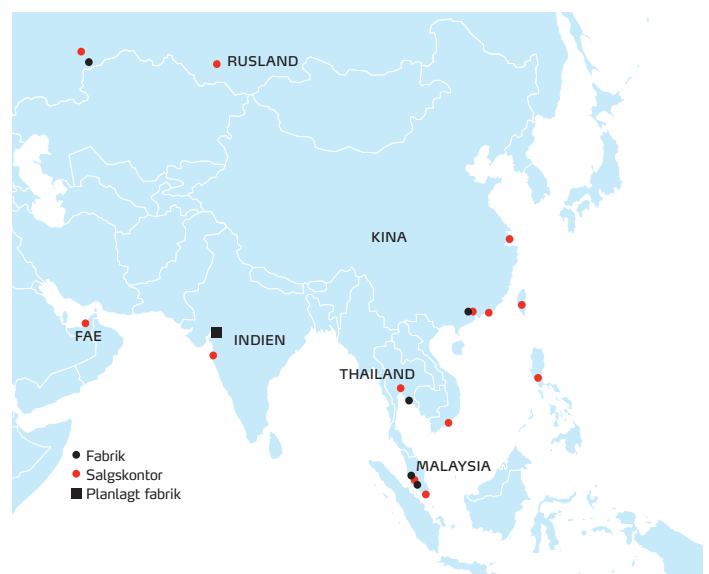 RUSLAND
KINA
FAE
INDIEN
THAILAND
MALAYSIA
Fabrik
Salgskontor
Planlagt fabrik